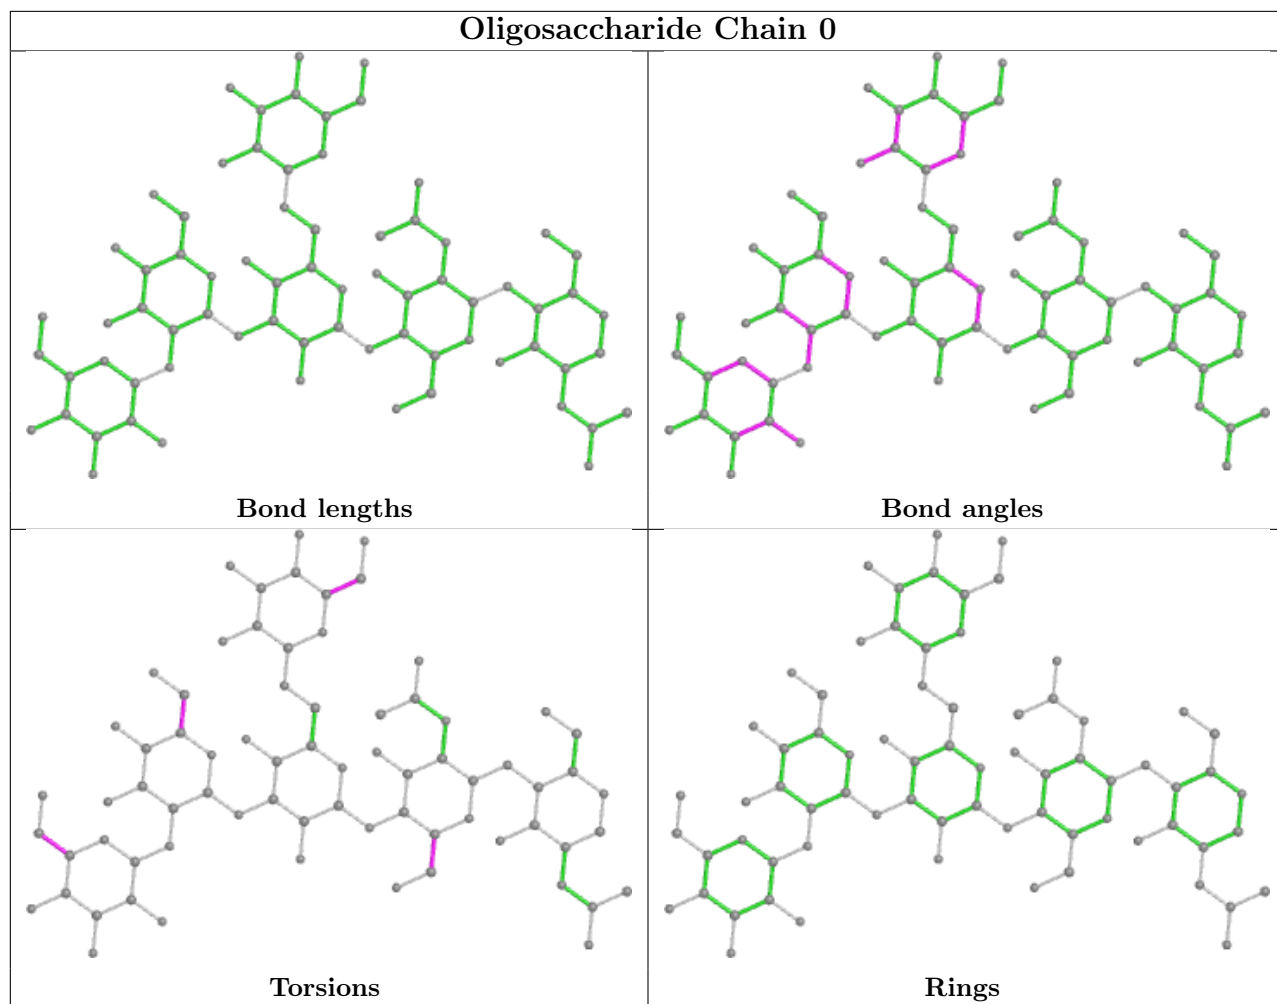 Oligosaccharide Chain 0
Bond lengths
Bond angles
Torsions
Rings